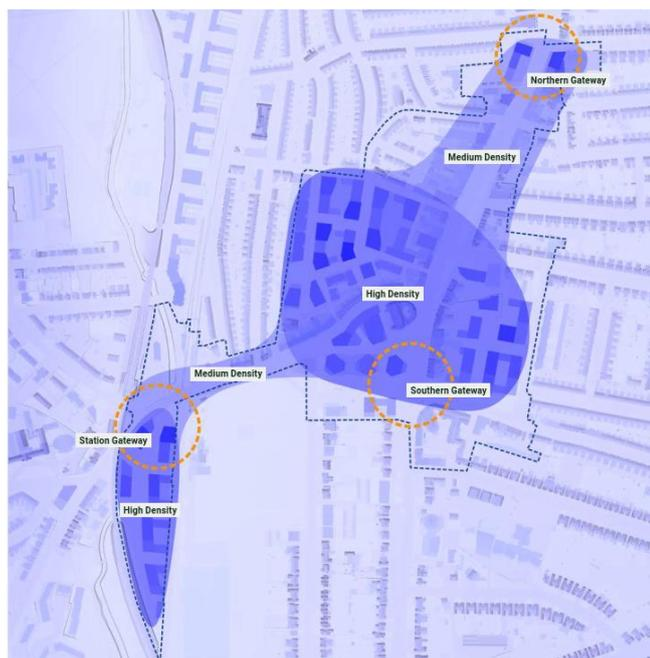 Northern Gateway
Medium Density
High Density
Medium Density
Southern Gateway
Station Gateway
High Density